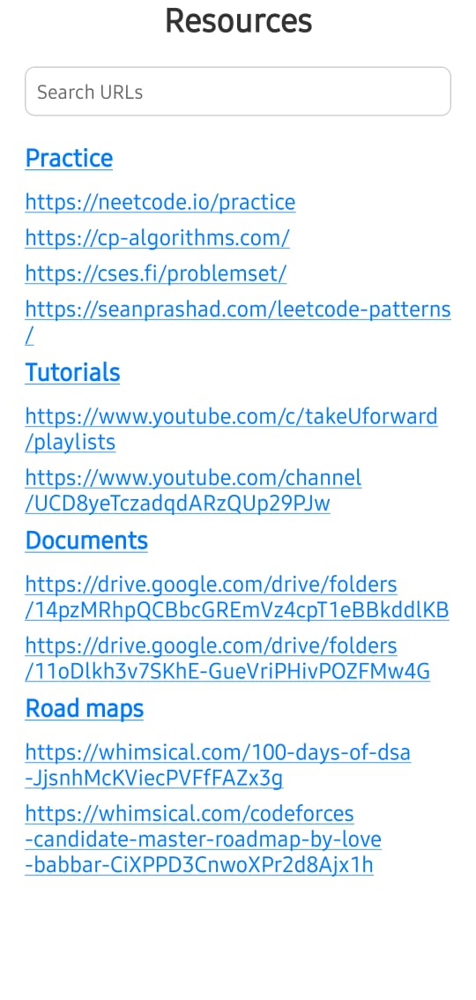 Resources
Search URLs
Practice
https://neetcode.io/practice
https://cp-algorithms.com/
https://cses.fi/problemset/
https://seanprashad.com/leetcode-patterns
/
Tutorials
https://www.youtube.com/c/takeUforward
/playlists
https://www.youtube.com/channel
/UCD8yeTczadqdARzQUp29PJw
Documents
https://drive.google.com/drive/folders
/14pzMRhpQCBbcGREmVz4cpT1eBBkddlKB
https://drive.google.com/drive/folders
/11oDlkh3v7SKhE-GueVriPHivPOZFMw4G
Road maps
https://whimsical.com/100-days-of-dsa
-JjsnhMcKViecPVFfFAZx3g
https://whimsical.com/codeforces
-candidate-master-roadmap-by-love
-babbar-CiXPPD3CnwoXPr2d8Ajx1h